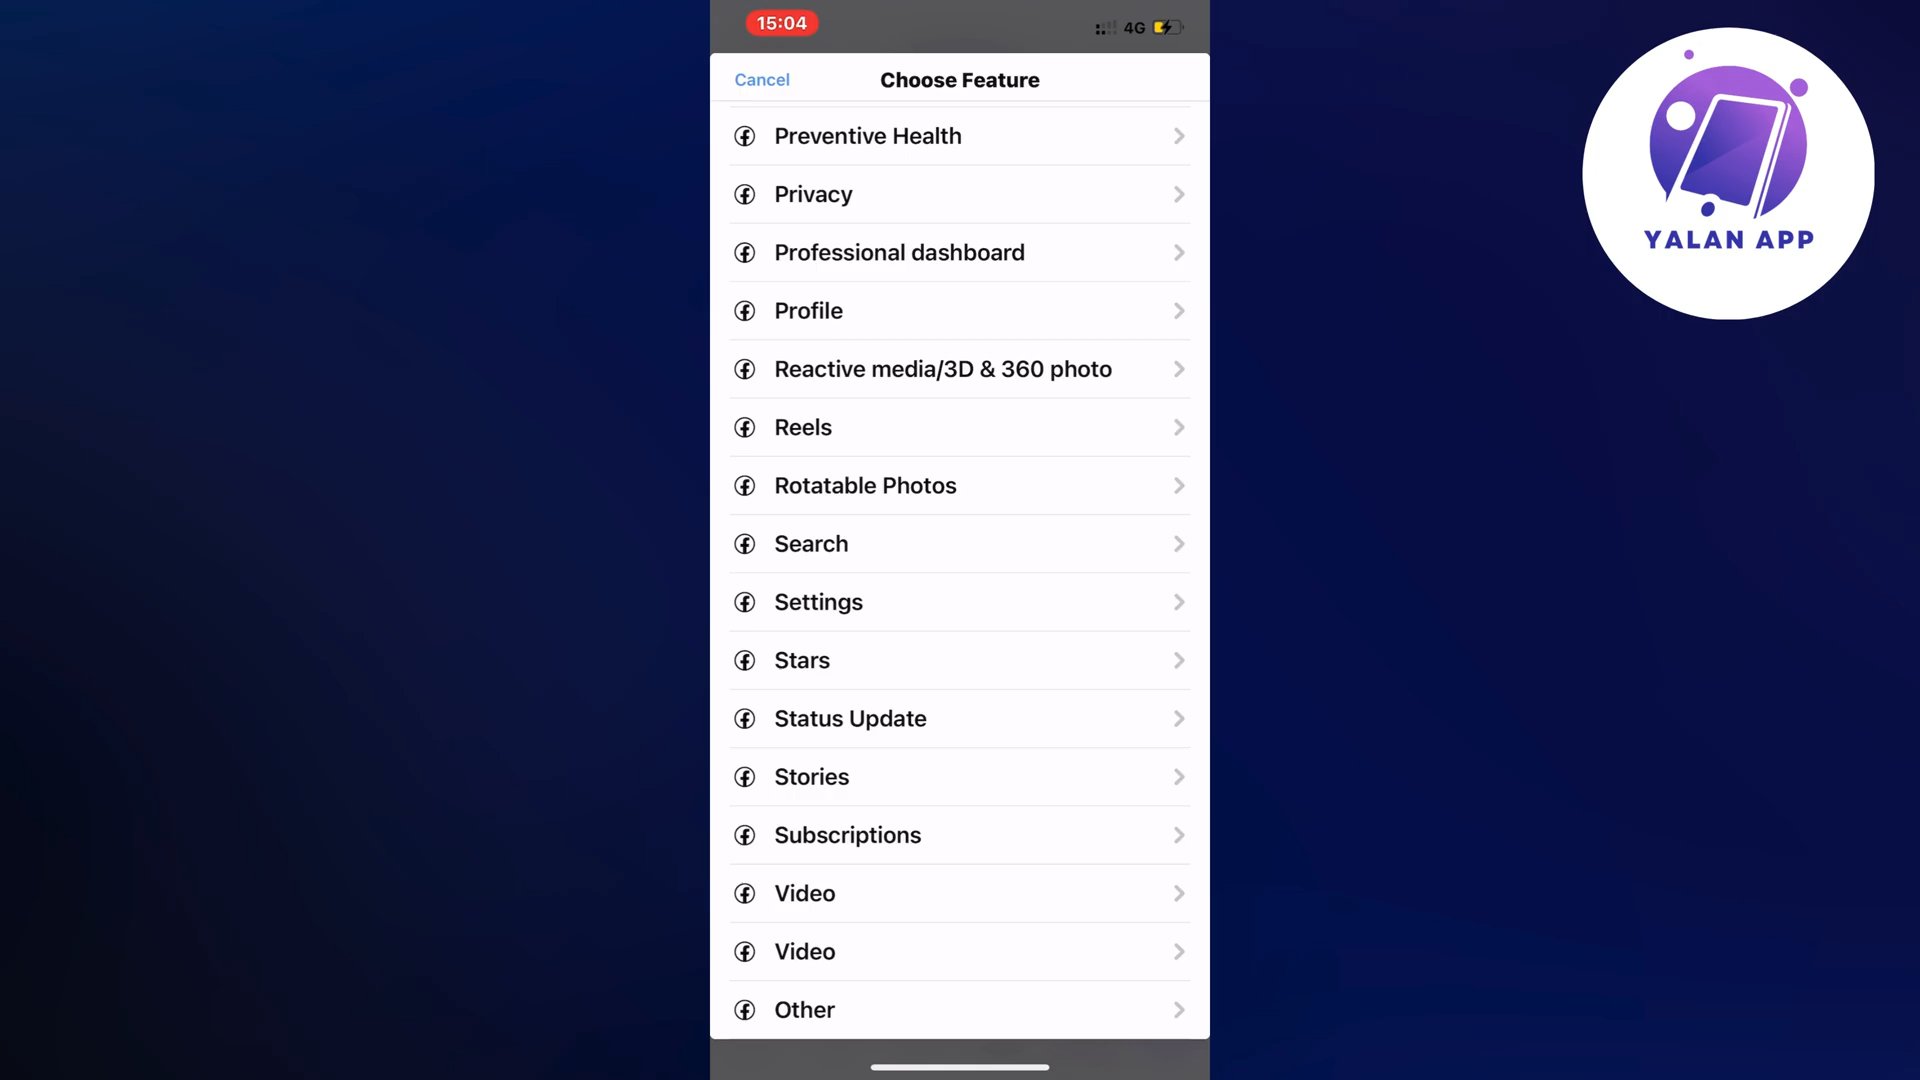 15:04
4G
Cancel
Choose Feature
Preventive Health
Privacy
Professional dashboard
Profile
Reactive media/3D & 360 photo
Reels
Rotatable Photos
Search
Settings
Stars
Status Update
Stories
Subscriptions
Video
Video
Other
YALAN APP